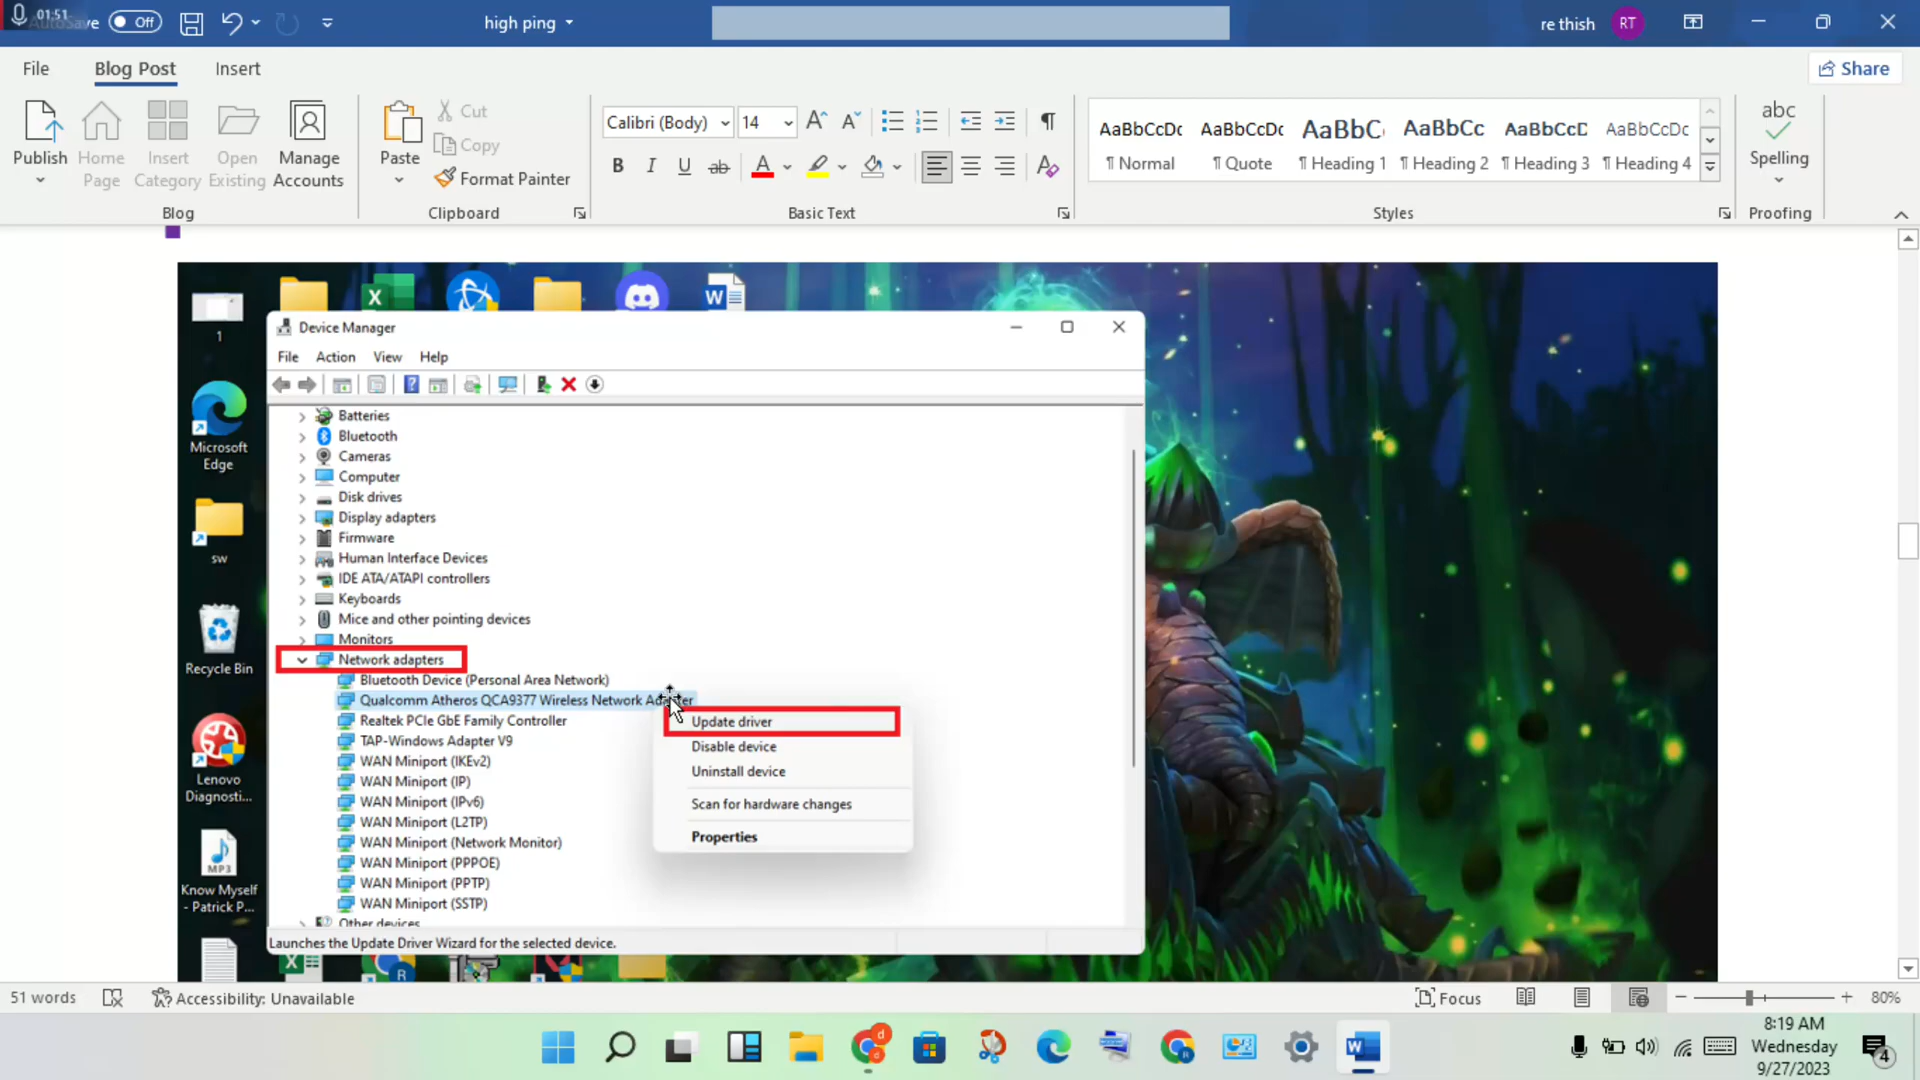 01:51
Off
high ping
re thish
RT
File
Blog Post
Insert
Share
Publish
Home Page
Insert Category
Open Existing
Manage Accounts
Paste
Cut
Copy
Format Painter
Calibri (Body)
14
AaBbCcDc
¶ Normal
AaBbCcDc
¶ Quote
AaBbC
¶ Heading 1
AaBbCc
¶ Heading 2
AaBbCcD
¶ Heading 3
AaBbCcDc
¶ Heading 4
abc
Spelling
Blog
Clipboard
Basic Text
Styles
Proofing
1
Microsoft Edge
sw
Recycle Bin
Lenovo Diagnosti...
MP3
Know Myself - Patrick P...
Device Manager
File
Action
View
Help
Batteries
Bluetooth
Cameras
Computer
Disk drives
Display adapters
Firmware
Human Interface Devices
IDE ATA/ATAPI controllers
Keyboards
Mice and other pointing devices
Monitors
Network adapters
Bluetooth Device (Personal Area Network)
Qualcomm Atheros QCA9377 Wireless Network Adapter
Realtek PCIe GbE Family Controller
TAP-Windows Adapter V9
WAN Miniport (IKEv2)
WAN Miniport (IP)
WAN Miniport (IPv6)
WAN Miniport (L2TP)
WAN Miniport (Network Monitor)
WAN Miniport (PPPOE)
WAN Miniport (PPTP)
WAN Miniport (SSTP)
Other devices
Update driver
Disable device
Uninstall device
Scan for hardware changes
Properties
Launches the Update Driver Wizard for the selected device.
51 words
Accessibility: Unavailable
Focus
80%
8:19 AM
Wednesday
9/27/2023
4